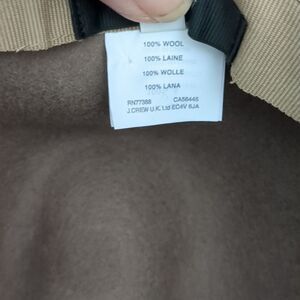 100% WOOL
100% LAINE
100% WOLLE
100% LANA
RN77388 CA56445
J.CREW U.K. Ltd EC4V 6JA